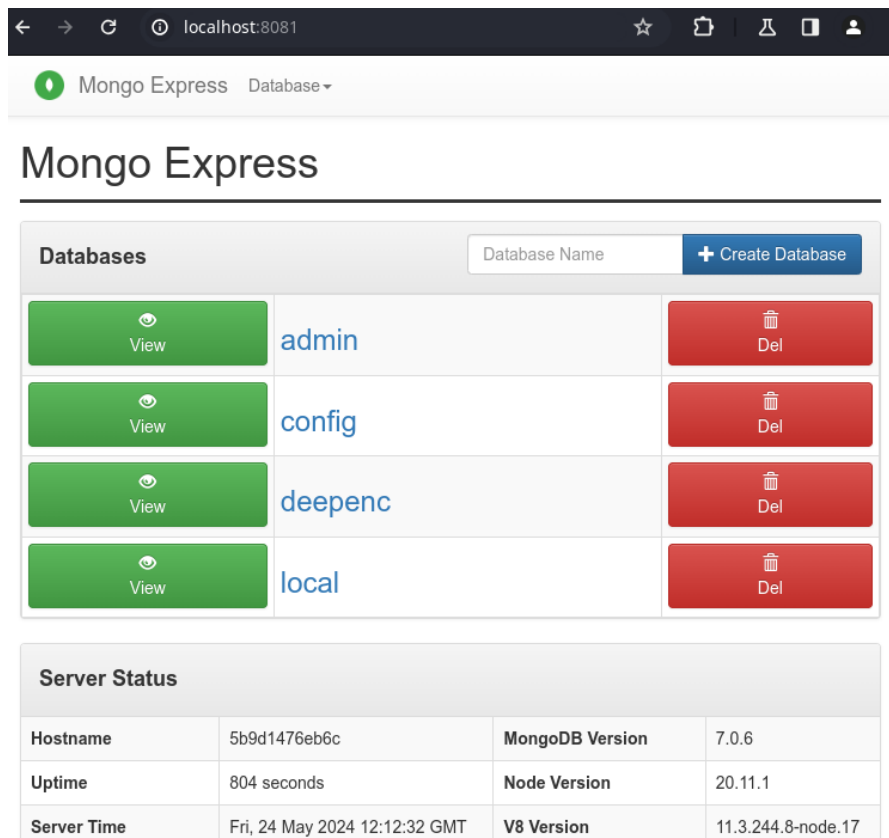 localhost:8081
Mongo Express Database
Mongo Express
Databases Database Name Create Database
View admin Del
View config Del
View deepenc Del
View local Del
Server Status
Hostname 5b9d1476eb6c MongoDB Version 7.0.6
Uptime 804 seconds Node Version 20.11.1
Server Time Fri, 24 May 2024 12:12:32 GMT V8 Version 11.3.244.8-node.17